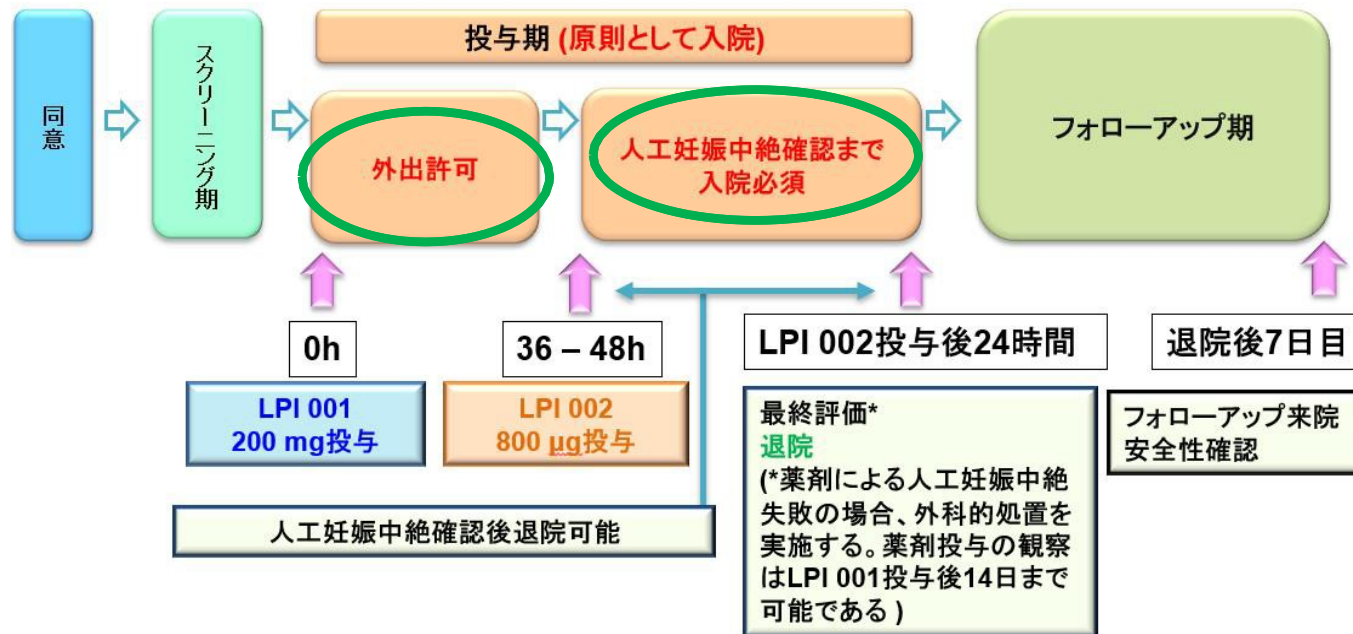 同意
スクリーニング期
投与期 (原則として入院)
外出許可
人工妊娠中絶確認まで
入院必須
フォローアップ期
0h
36 – 48h
LPI 002投与後24時間
退院後7日目
LPI 001
200 mg投与
LPI 002
800 µg投与
最終評価*
退院
(*薬剤による人工妊娠中絶
失敗の場合、外科的処置を
実施する。薬剤投与の観察
はLPI 001投与後14日まで
可能である )
フォローアップ来院
安全性確認
人工妊娠中絶確認後退院可能